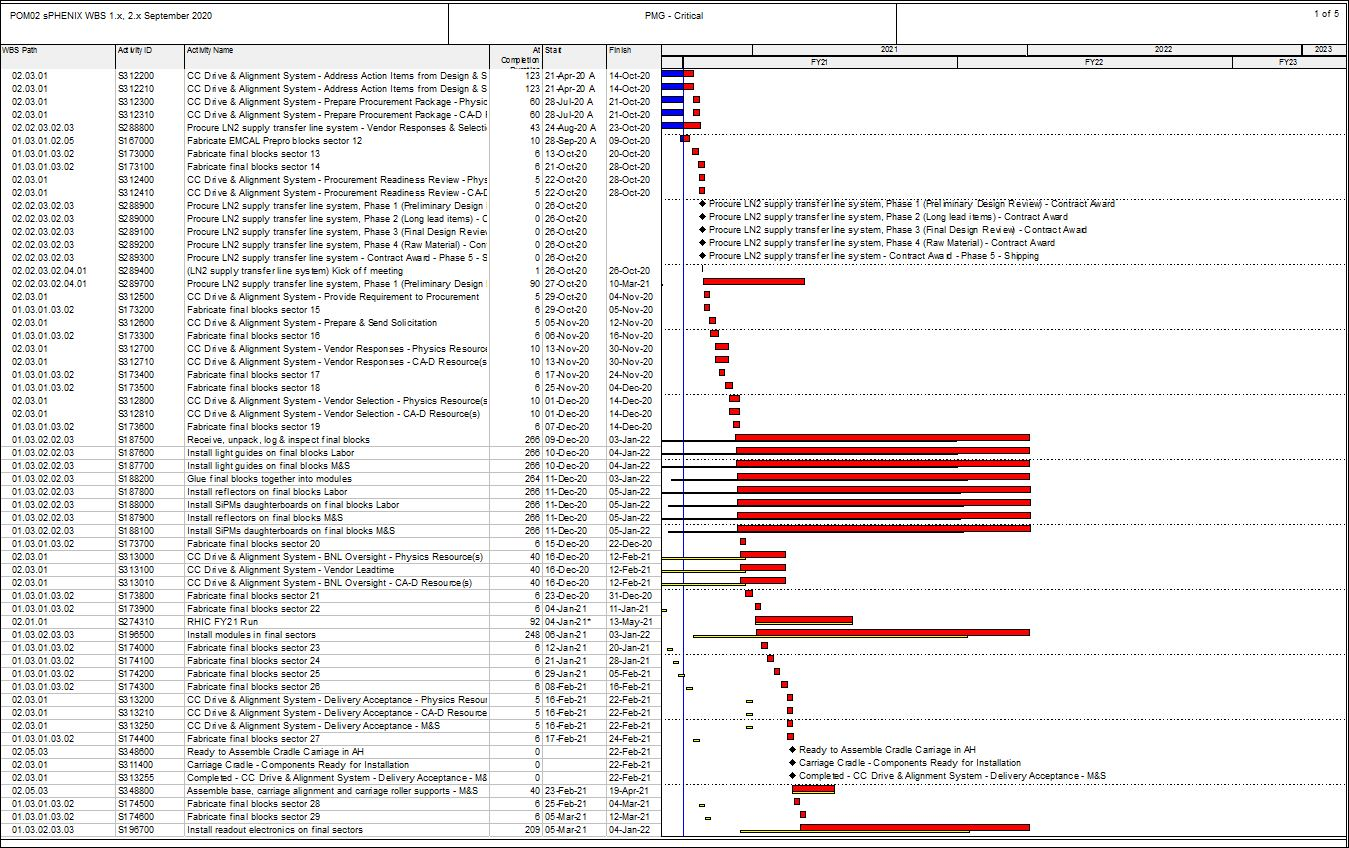 POM02 sPHENIX WBS 1.x, 2.x September 2020
PMG - Critical
1 of 5
WBS Path Activity ID Activity Name At Completion Start Finish
2021 2022 2023
FY21 FY22 FY23
02.03.01 S312200 CC Drive & Alignment System - Address Action Items from Design & S 123 21-Apr-20 A 14-Oct-20
02.03.01 S312210 CC Drive & Alignment System - Address Action Items from Design & S 123 21-Apr-20 A 14-Oct-20
02.03.01 S312300 CC Drive & Alignment System - Prepare Procurement Package - Physic 60 28-Jul-20 A 21-Oct-20
02.03.01 S312310 CC Drive & Alignment System - Prepare Procurement Package - CA-D 60 28-Jul-20 A 21-Oct-20
02.02.03.02.03 S288800 Procure LN2 supply transfer line system - Vendor Responses & Selecti 43 24-Aug-20 A 23-Oct-20
01.03.01.02.05 S167000 Fabricate EMCAL Prepro blocks sector 12 10 28-Sep-20 A 09-Oct-20
01.03.01.03.02 S173000 Fabricate final blocks sector 13 6 13-Oct-20 20-Oct-20
01.03.01.03.02 S173100 Fabricate final blocks sector 14 6 21-Oct-20 28-Oct-20
02.03.01 S312400 CC Drive & Alignment System - Procurement Readiness Review - Phys 5 22-Oct-20 28-Oct-20
02.03.01 S312410 CC Drive & Alignment System - Procurement Readiness Review - CA-D 5 22-Oct-20 28-Oct-20
02.02.03.02.03 S288900 Procure LN2 supply transfer line system, Phase 1 (Preliminary Design 0 26-Oct-20 Procure LN2 supply transfer line system, Phase 1 (Preliminary Design Review) - Contract Award
02.02.03.02.03 S289000 Procure LN2 supply transfer line system, Phase 2 (Long lead items) - C 0 26-Oct-20 Procure LN2 supply transfer line system, Phase 2 (Long lead items) - Contract Award
02.02.03.02.03 S289100 Procure LN2 supply transfer line system, Phase 3 (Final Design Review 0 26-Oct-20 Procure LN2 supply transfer line system, Phase 3 (Final Design Review) - Contract Award
02.02.03.02.03 S289200 Procure LN2 supply transfer line system, Phase 4 (Raw Material) - Con 0 26-Oct-20 Procure LN2 supply transfer line system, Phase 4 (Raw Material) - Contract Award
02.02.03.02.03 S289300 Procure LN2 supply transfer line system - Contract Award - Phase 5 - S 0 26-Oct-20 Procure LN2 supply transfer line system - Contract Award - Phase 5 - Shipping
02.02.03.02.04.01 S289400 (LN2 supply transfer line system) Kick off meeting 1 26-Oct-20 26-Oct-20
02.02.03.02.04.01 S289700 Procure LN2 supply transfer line system, Phase 1 (Preliminary Design 90 27-Oct-20 10-Mar-21
02.03.01 S312500 CC Drive & Alignment System - Provide Requirement to Procurement 5 29-Oct-20 04-Nov-20
01.03.01.03.02 S173200 Fabricate final blocks sector 15 6 29-Oct-20 05-Nov-20
02.03.01 S312600 CC Drive & Alignment System - Prepare & Send Solicitation 5 05-Nov-20 12-Nov-20
01.03.01.03.02 S173300 Fabricate final blocks sector 16 6 06-Nov-20 16-Nov-20
02.03.01 S312700 CC Drive & Alignment System - Vendor Responses - Physics Resource 10 13-Nov-20 30-Nov-20
02.03.01 S312710 CC Drive & Alignment System - Vendor Responses - CA-D Resource(s 10 13-Nov-20 30-Nov-20
01.03.01.03.02 S173400 Fabricate final blocks sector 17 6 17-Nov-20 24-Nov-20
01.03.01.03.02 S173500 Fabricate final blocks sector 18 6 25-Nov-20 04-Dec-20
02.03.01 S312800 CC Drive & Alignment System - Vendor Selection - Physics Resource(s 10 01-Dec-20 14-Dec-20
02.03.01 S312810 CC Drive & Alignment System - Vendor Selection - CA-D Resource(s) 10 01-Dec-20 14-Dec-20
01.03.01.03.02 S173600 Fabricate final blocks sector 19 6 07-Dec-20 14-Dec-20
01.03.02.02.03 S187500 Receive, unpack, log & inspect final blocks 266 09-Dec-20 03-Jan-22
01.03.02.02.03 S187600 Install light guides on final blocks Labor 266 10-Dec-20 04-Jan-22
01.03.02.02.03 S187700 Install light guides on final blocks M&S 266 10-Dec-20 04-Jan-22
01.03.02.02.03 S188200 Glue final blocks together into modules 264 11-Dec-20 03-Jan-22
01.03.02.02.03 S187800 Install reflectors on final blocks Labor 266 11-Dec-20 05-Jan-22
01.03.02.02.03 S188000 Install SiPMs daughterboards on final blocks Labor 266 11-Dec-20 05-Jan-22
01.03.02.02.03 S187900 Install reflectors on final blocks M&S 266 11-Dec-20 05-Jan-22
01.03.02.02.03 S188100 Install SiPMs daughterboards on final blocks M&S 266 11-Dec-20 05-Jan-22
01.03.01.03.02 S173700 Fabricate final blocks sector 20 6 15-Dec-20 22-Dec-20
02.03.01 S313000 CC Drive & Alignment System - BNL Oversight - Physics Resource(s) 40 16-Dec-20 12-Feb-21
02.03.01 S313100 CC Drive & Alignment System - Vendor Leadtime 40 16-Dec-20 12-Feb-21
02.03.01 S313010 CC Drive & Alignment System - BNL Oversight - CA-D Resource(s) 40 16-Dec-20 12-Feb-21
01.03.01.03.02 S173800 Fabricate final blocks sector 21 6 23-Dec-20 31-Dec-20
01.03.01.03.02 S173900 Fabricate final blocks sector 22 6 04-Jan-21 11-Jan-21
02.01.01 S274310 RHIC FY21 Run 92 04-Jan-21* 13-May-21
01.03.02.03.03 S196500 Install modules in final sectors 248 06-Jan-21 03-Jan-22
01.03.01.03.02 S174000 Fabricate final blocks sector 23 6 12-Jan-21 20-Jan-21
01.03.01.03.02 S174100 Fabricate final blocks sector 24 6 21-Jan-21 28-Jan-21
01.03.01.03.02 S174200 Fabricate final blocks sector 25 6 29-Jan-21 05-Feb-21
01.03.01.03.02 S174300 Fabricate final blocks sector 26 6 08-Feb-21 16-Feb-21
02.03.01 S313200 CC Drive & Alignment System - Delivery Acceptance - Physics Resour 5 16-Feb-21 22-Feb-21
02.03.01 S313210 CC Drive & Alignment System - Delivery Acceptance - CA-D Resource 5 16-Feb-21 22-Feb-21
02.03.01 S313250 CC Drive & Alignment System - Delivery Acceptance - M&S 5 16-Feb-21 22-Feb-21
01.03.01.03.02 S174400 Fabricate final blocks sector 27 6 17-Feb-21 24-Feb-21
02.05.03 S348600 Ready to Assemble Cradle Carriage in AH 0 22-Feb-21 Ready to Assemble Cradle Carriage in AH
02.03.01 S311400 Carriage Cradle - Components Ready for Installation 0 22-Feb-21 Carriage Cradle - Components Ready for Installation
02.03.01 S313255 Completed - CC Drive & Alignment System - Delivery Acceptance - M& 0 22-Feb-21 Completed - CC Drive & Alignment System - Delivery Acceptance - M&S
02.05.03 S348800 Assemble base, carriage alignment and carriage roller supports - M&S 40 23-Feb-21 19-Apr-21
01.03.01.03.02 S174500 Fabricate final blocks sector 28 6 25-Feb-21 04-Mar-21
01.03.01.03.02 S174600 Fabricate final blocks sector 29 6 05-Mar-21 12-Mar-21
01.03.02.03.03 S196700 Install readout electronics on final sectors 209 05-Mar-21 04-Jan-22